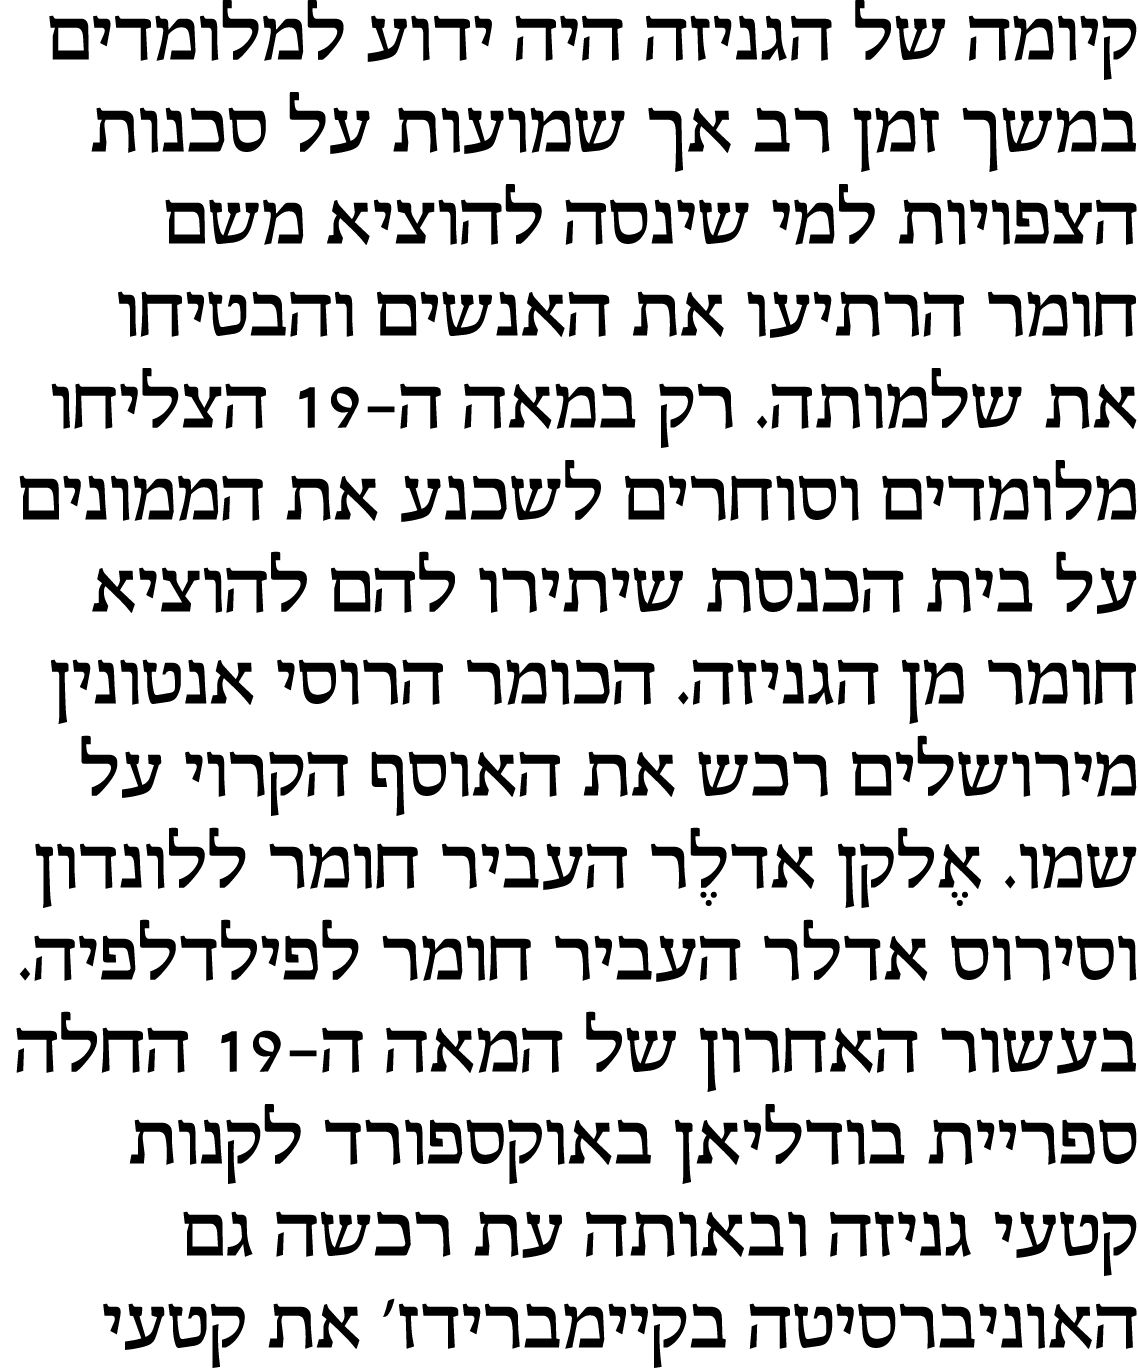 קיומה של הגניזה היה ידוע למלומדים
במשך זמן רב אך שמועות על סכנות
הצפויות למי שינסה להוציא משם
חומר הרתיעו את האנשים והבטיחו
את שלמותה. רק במאה ה-19 הצליחו
מלומדים וסוחרים לשכנע את הממונים
על בית הכנסת שיתירו להם להוציא
חומר מן הגניזה. הכומר הרוסי אנטונין
מירושלים רכש את האוסף הקרוי על
שמו. אֶלקן אדלֶר העביר חומר ללונדון
וסירוס אדלר העביר חומר לפילדלפיה.
בעשור האחרון של המאה ה-19 החלה
ספריית בודליאן באוקספורד לקנות
קטעי גניזה ובאותה עת רכשה גם
האוניברסיטה בקיימברידז׳ את קטעי